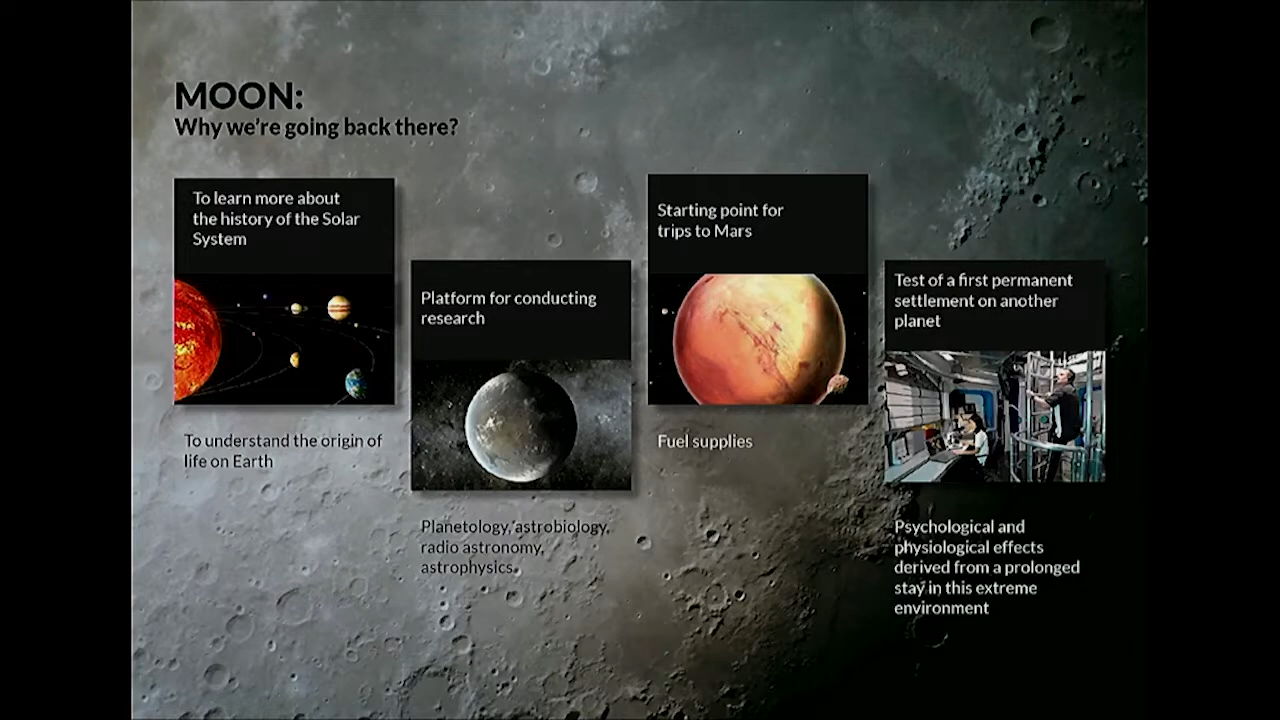 MOON:
Why we're going back there?
To learn more about
the history of the Solar
System
To understand the origin of
life on Earth
Platform for conducting
research
Planetology, astrobiology,
radio astronomy,
astrophysics.
Starting point for
trips to Mars
Fuel supplies
Test of a first permanent
settlement on another
planet
Psychological and
physiological effects
derived from a prolonged
stay in this extreme
environment